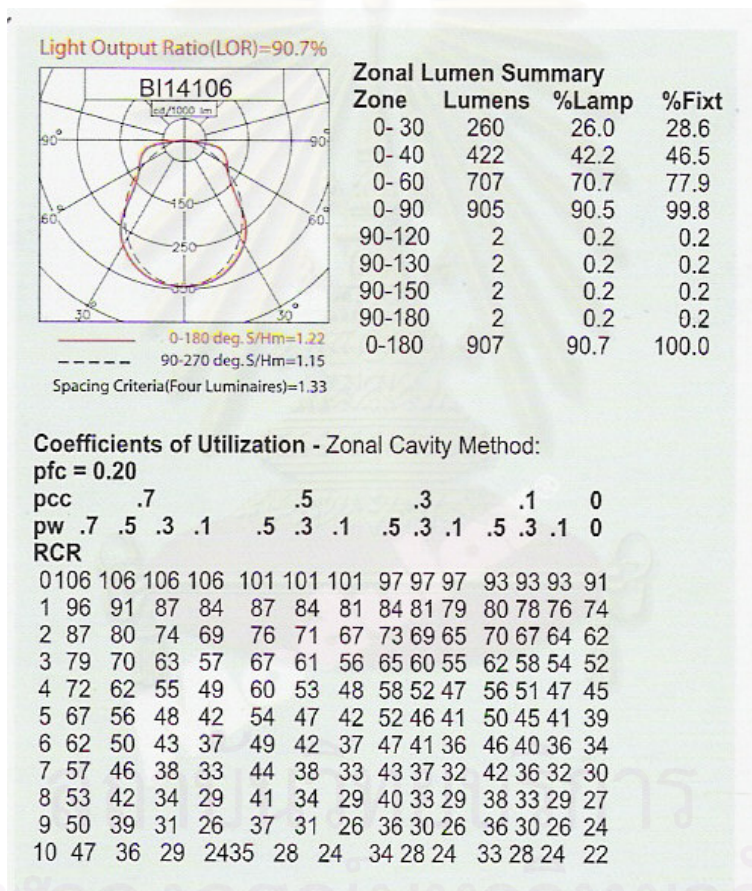 Light Output Ratio(LOR)=90.7%
BI14106
cd/1000 lm
90°
90°
150
60°
60°
250
350
30°
30°
0-180 deg. S/Hm=1.22
90-270 deg. S/Hm=1.15
Spacing Criteria(Four Luminaires)=1.33
Zonal Lumen Summary
Zone Lumens %Lamp %Fixt
0- 30 260 26.0 28.6
0- 40 422 42.2 46.5
0- 60 707 70.7 77.9
0- 90 905 90.5 99.8
90-120 2 0.2 0.2
90-130 2 0.2 0.2
90-150 2 0.2 0.2
90-180 2 0.2 0.2
0-180 907 90.7 100.0
Coefficients of Utilization - Zonal Cavity Method:
pfc = 0.20
pcc .7 .5 .3 .1 0
pw .7 .5 .3 .1 .5 .3 .1 .5 .3 .1 .5 .3 .1 0
RCR
0 106 106 106 106 101 101 101 97 97 97 93 93 93 91
1 96 91 87 84 87 84 81 84 81 79 80 78 76 74
2 87 80 74 69 76 71 67 73 69 65 70 67 64 62
3 79 70 63 57 67 61 56 65 60 55 62 58 54 52
4 72 62 55 49 60 53 48 58 52 47 56 51 47 45
5 67 56 48 42 54 47 42 52 46 41 50 45 41 39
6 62 50 43 37 49 42 37 47 41 36 46 40 36 34
7 57 46 38 33 44 38 33 43 37 32 42 36 32 30
8 53 42 34 29 41 34 29 40 33 29 38 33 29 27
9 50 39 31 26 37 31 26 36 30 26 36 30 26 24
10 47 36 29 2435 28 24 34 28 24 33 28 24 22